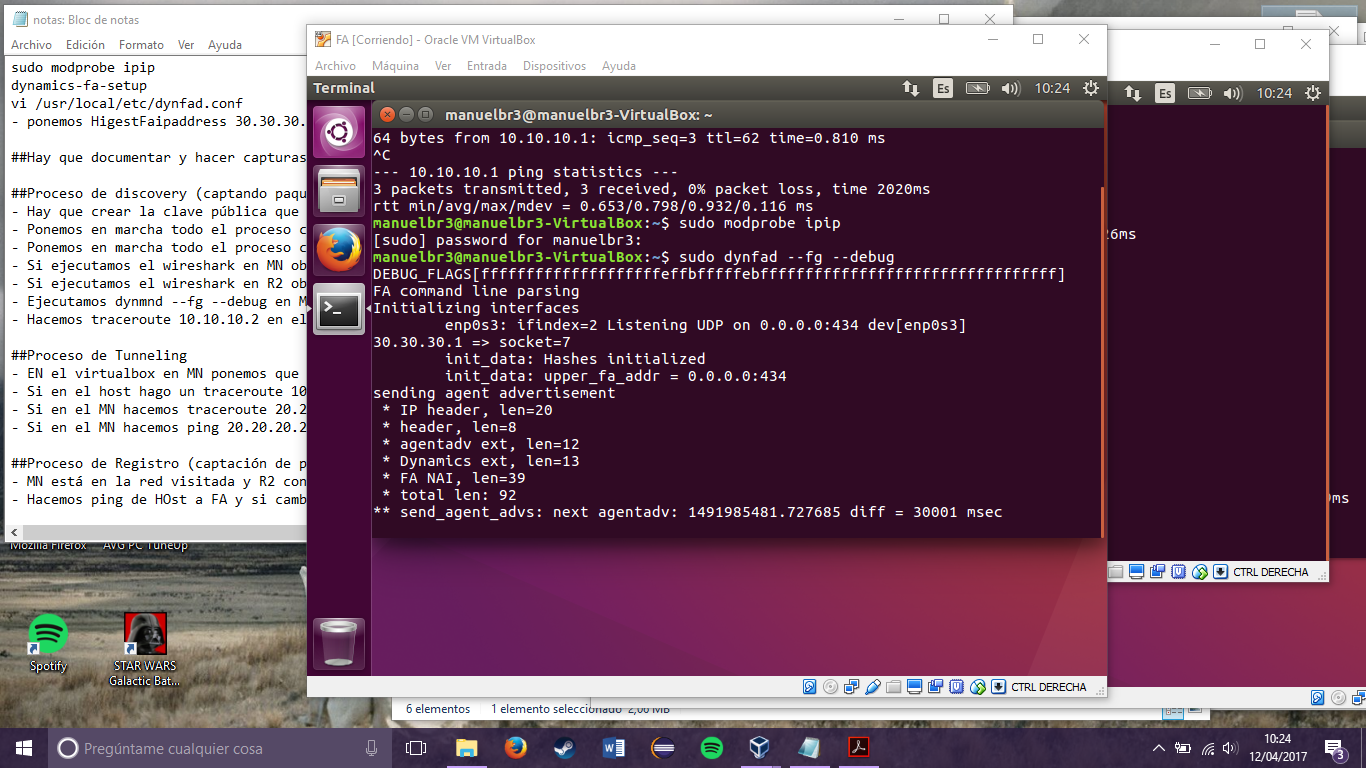 notas: Bloc de notas
Archivo Edición Formato Ver Ayuda
sudo modprobe ipip
dynamics-fa-setup
vi /usr/local/etc/dynfad.conf
- ponemos HigestFaipaddress 30.30.30.
##Hay que documentar y hacer capturas
##Proceso de discovery (captando paqu
- Hay que crear la clave pública que
- Ponemos en marcha todo el proceso c
- Ponemos en marcha todo el proceso c
- Si ejecutamos el wireshark en MN ob
- Si ejecutamos el wireshark en R2 ob
- Ejecutamos dynmnd --fg --debug en M
- Hacemos traceroute 10.10.10.2 en el
##Proceso de Tunneling
- EN el virtualbox en MN ponemos que
- Si en el host hago un traceroute 10
- Si en el MN hacemos traceroute 20.2
- Si en el MN hacemos ping 20.20.20.2
##Proceso de Registro (captación de p
- MN está en la red visitada y R2 con
- Hacemos ping de HOst a FA y si camb
FA [Corriendo] - Oracle VM VirtualBox
Archivo Máquina Ver Entrada Dispositivos Ayuda
Terminal Es 10:24
manuelbr3@manuelbr3-VirtualBox: ~
64 bytes from 10.10.10.1: icmp_seq=3 ttl=62 time=0.810 ms
^C
--- 10.10.10.1 ping statistics ---
3 packets transmitted, 3 received, 0% packet loss, time 2020ms
rtt min/avg/max/mdev = 0.653/0.798/0.932/0.116 ms
manuelbr3@manuelbr3-VirtualBox:~$ sudo modprobe ipip
[sudo] password for manuelbr3:
manuelbr3@manuelbr3-VirtualBox:~$ sudo dynfad --fg --debug
DEBUG_FLAGS[ffffffffffffffffffffeffbfffffebffffffffffffffffffffffffffffffffff]
FA command line parsing
Initializing interfaces
enp0s3: ifindex=2 Listening UDP on 0.0.0.0:434 dev[enp0s3]
30.30.30.1 => socket=7
init_data: Hashes initialized
init_data: upper_fa_addr = 0.0.0.0:434
sending agent advertisement
* IP header, len=20
* header, len=8
* agentadv ext, len=12
* Dynamics ext, len=13
* FA NAI, len=39
* total len: 92
** send_agent_advs: next agentadv: 1491985481.727685 diff = 30001 msec
CTRL DERECHA
Es 10:24
26ms
ms
CTRL DERECHA
Mozilla Firefox AVG PC TuneUp
Spotify
STAR WARS
Galactic Bat...
6 elementos 1 elemento seleccionado 2,00 MB
Pregúntame cualquier cosa
10:24
12/04/2017
3